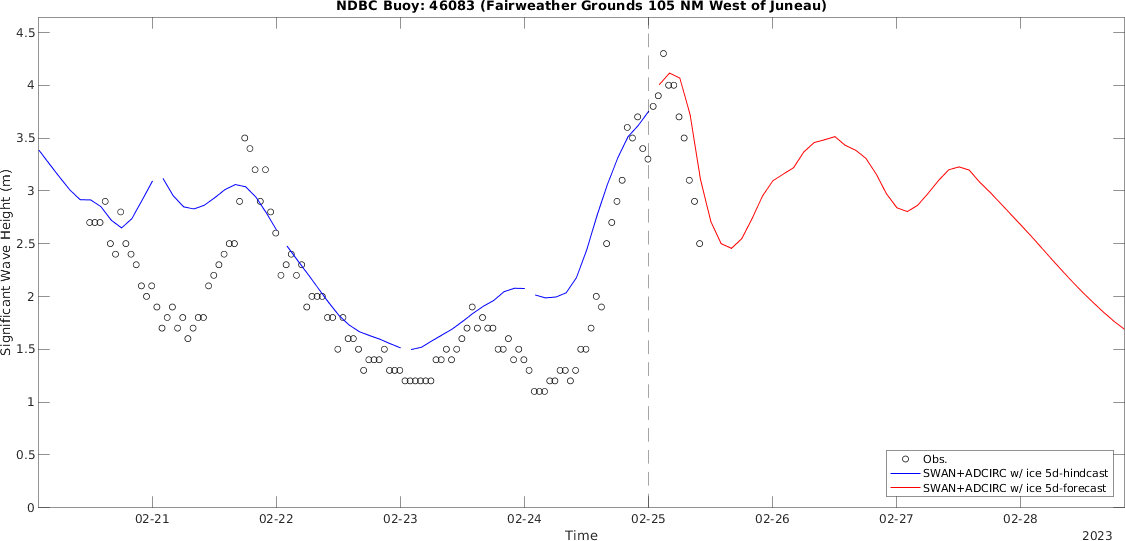 NDBC Buoy: 46083 (Fairweather Grounds 105 NM West of Juneau)
Significant Wave Height (m)
4.5
4
3.5
3
2.5
2
1.5
1
0.5
0
02-21 02-22 02-23 02-24 02-25 02-26 02-27 02-28
Time
2023
Obs.
SWAN+ADCIRC w/ ice 5d-hindcast
SWAN+ADCIRC w/ ice 5d-forecast